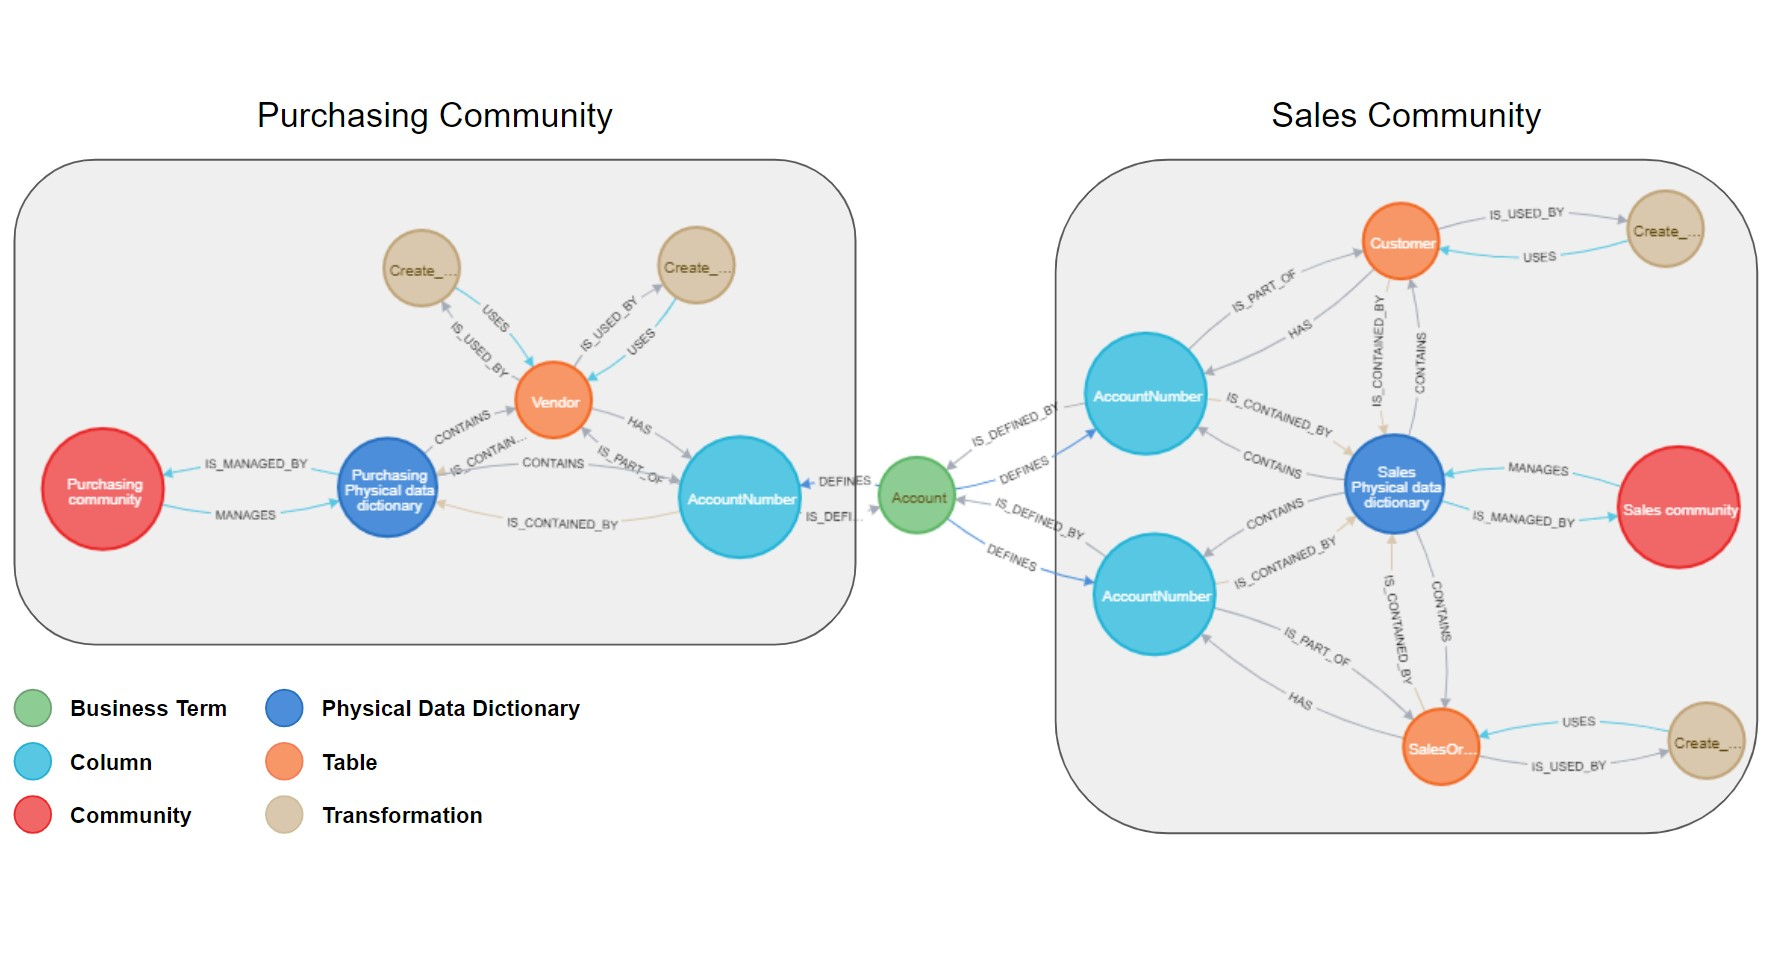 Purchasing Community
Sales Community
Create_...
Create_...
USES
IS_USED_BY
IS_USED_BY
USES
Vendor
CONTAINS
IS_CONTAIN...
HAS
IS_PART_OF
CONTAINS
IS_MANAGED_BY
MANAGES
Purchasing
community
Purchasing
Physical data
dictionary
IS_CONTAINED_BY
AccountNumber
DEFINES
IS_DEFI...
Account
IS_DEFINED_BY
DEFINES
IS_DEFINED_BY
DEFINES
Customer
IS_USED_BY
USES
Create_...
IS_PART_OF
HAS
IS_CONTAINED_BY
CONTAINS
AccountNumber
IS_CONTAINED_BY
CONTAINS
Sales
Physical data
dictionary
MANAGES
IS_MANAGED_BY
Sales community
CONTAINS
IS_CONTAINED_BY
AccountNumber
IS_PART_OF
HAS
IS_CONTAINED_BY
CONTAINS
SalesOr...
USES
IS_USED_BY
Create_...
Business Term
Physical Data Dictionary
Column
Table
Community
Transformation